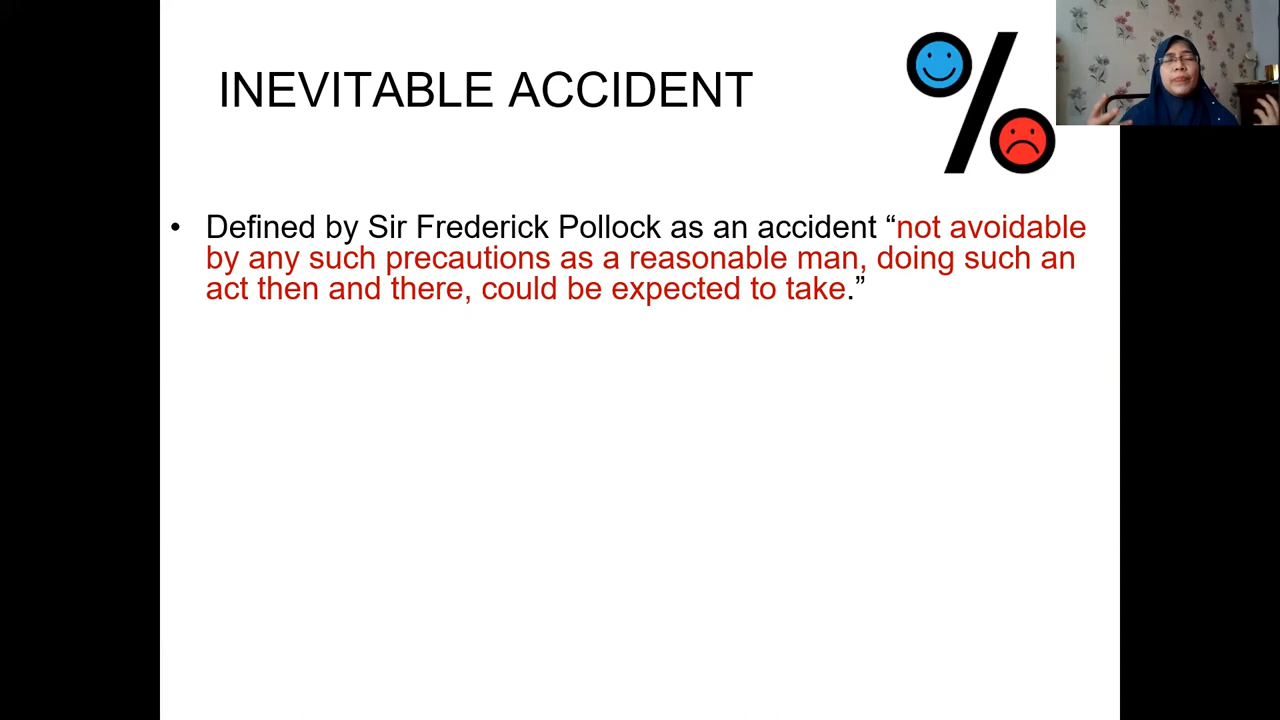 INEVITABLE ACCIDENT
• Defined by Sir Frederick Pollock as an accident “not avoidable
by any such precautions as a reasonable man, doing such an
act then and there, could be expected to take.”